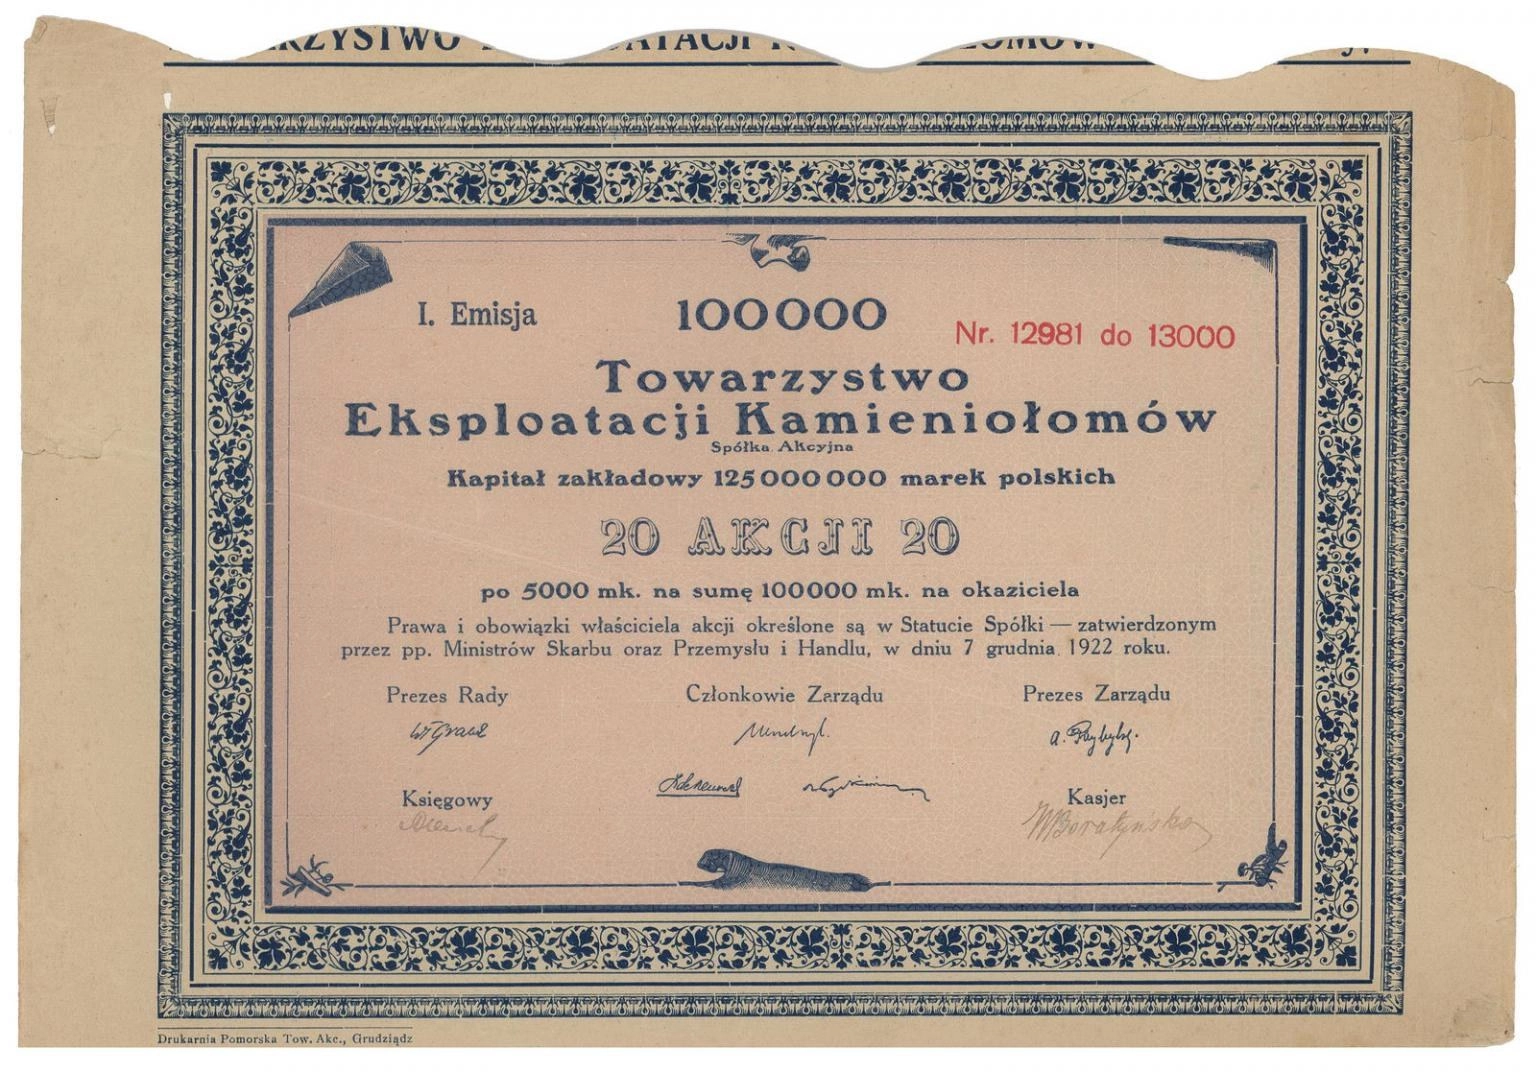 I. Emisja
100000
Nr. 12981 do 13000
Towarzystwo
Eksploatacji Kamieniołomów
Spółka Akcyjna
Kapitał zakładowy 125000000 marek polskich
20 AKCJI 20
po 5000 mk. na sumę 100000 mk. na okaziciela
Prawa i obowiązki właściciela akcji określone są w Statucie Spółki — zatwierdzonym
przez pp. Ministrów Skarbu oraz Przemysłu i Handlu, w dniu 7 grudnia 1922 roku.
Prezes Rady
Członkowie Zarządu
Prezes Zarządu
Księgowy
Kasjer
Drukarnia Pomorska Tow. Akc., Grudziądz